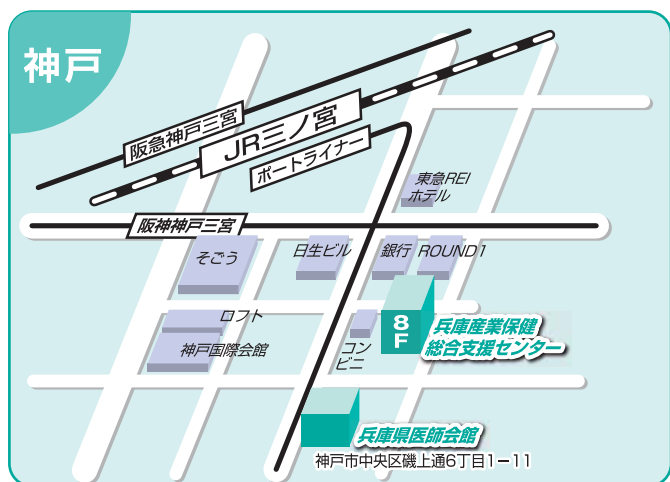 神戸
阪急神戸三宮
JR三ノ宮
ポートライナー
東急REI
ホテル
阪神神戸三宮
そごう
日生ビル
銀行
ROUND1
ロフト
神戸国際会館
コン
ビニ
8
F
兵庫産業保健
総合支援センター
兵庫県医師会館
神戸市中央区磯上通6丁目1−11